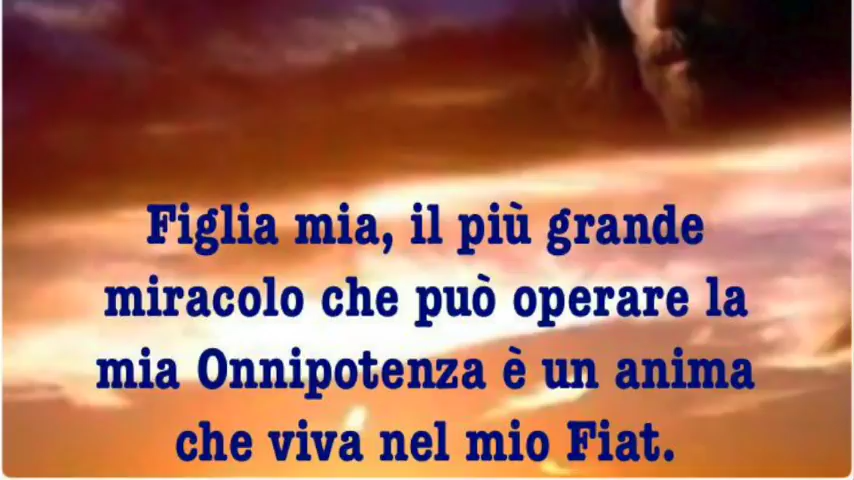 Figlia mia, il più grande
miracolo che può operare la
mia Onnipotenza è un anima
che viva nel mio Fiat.